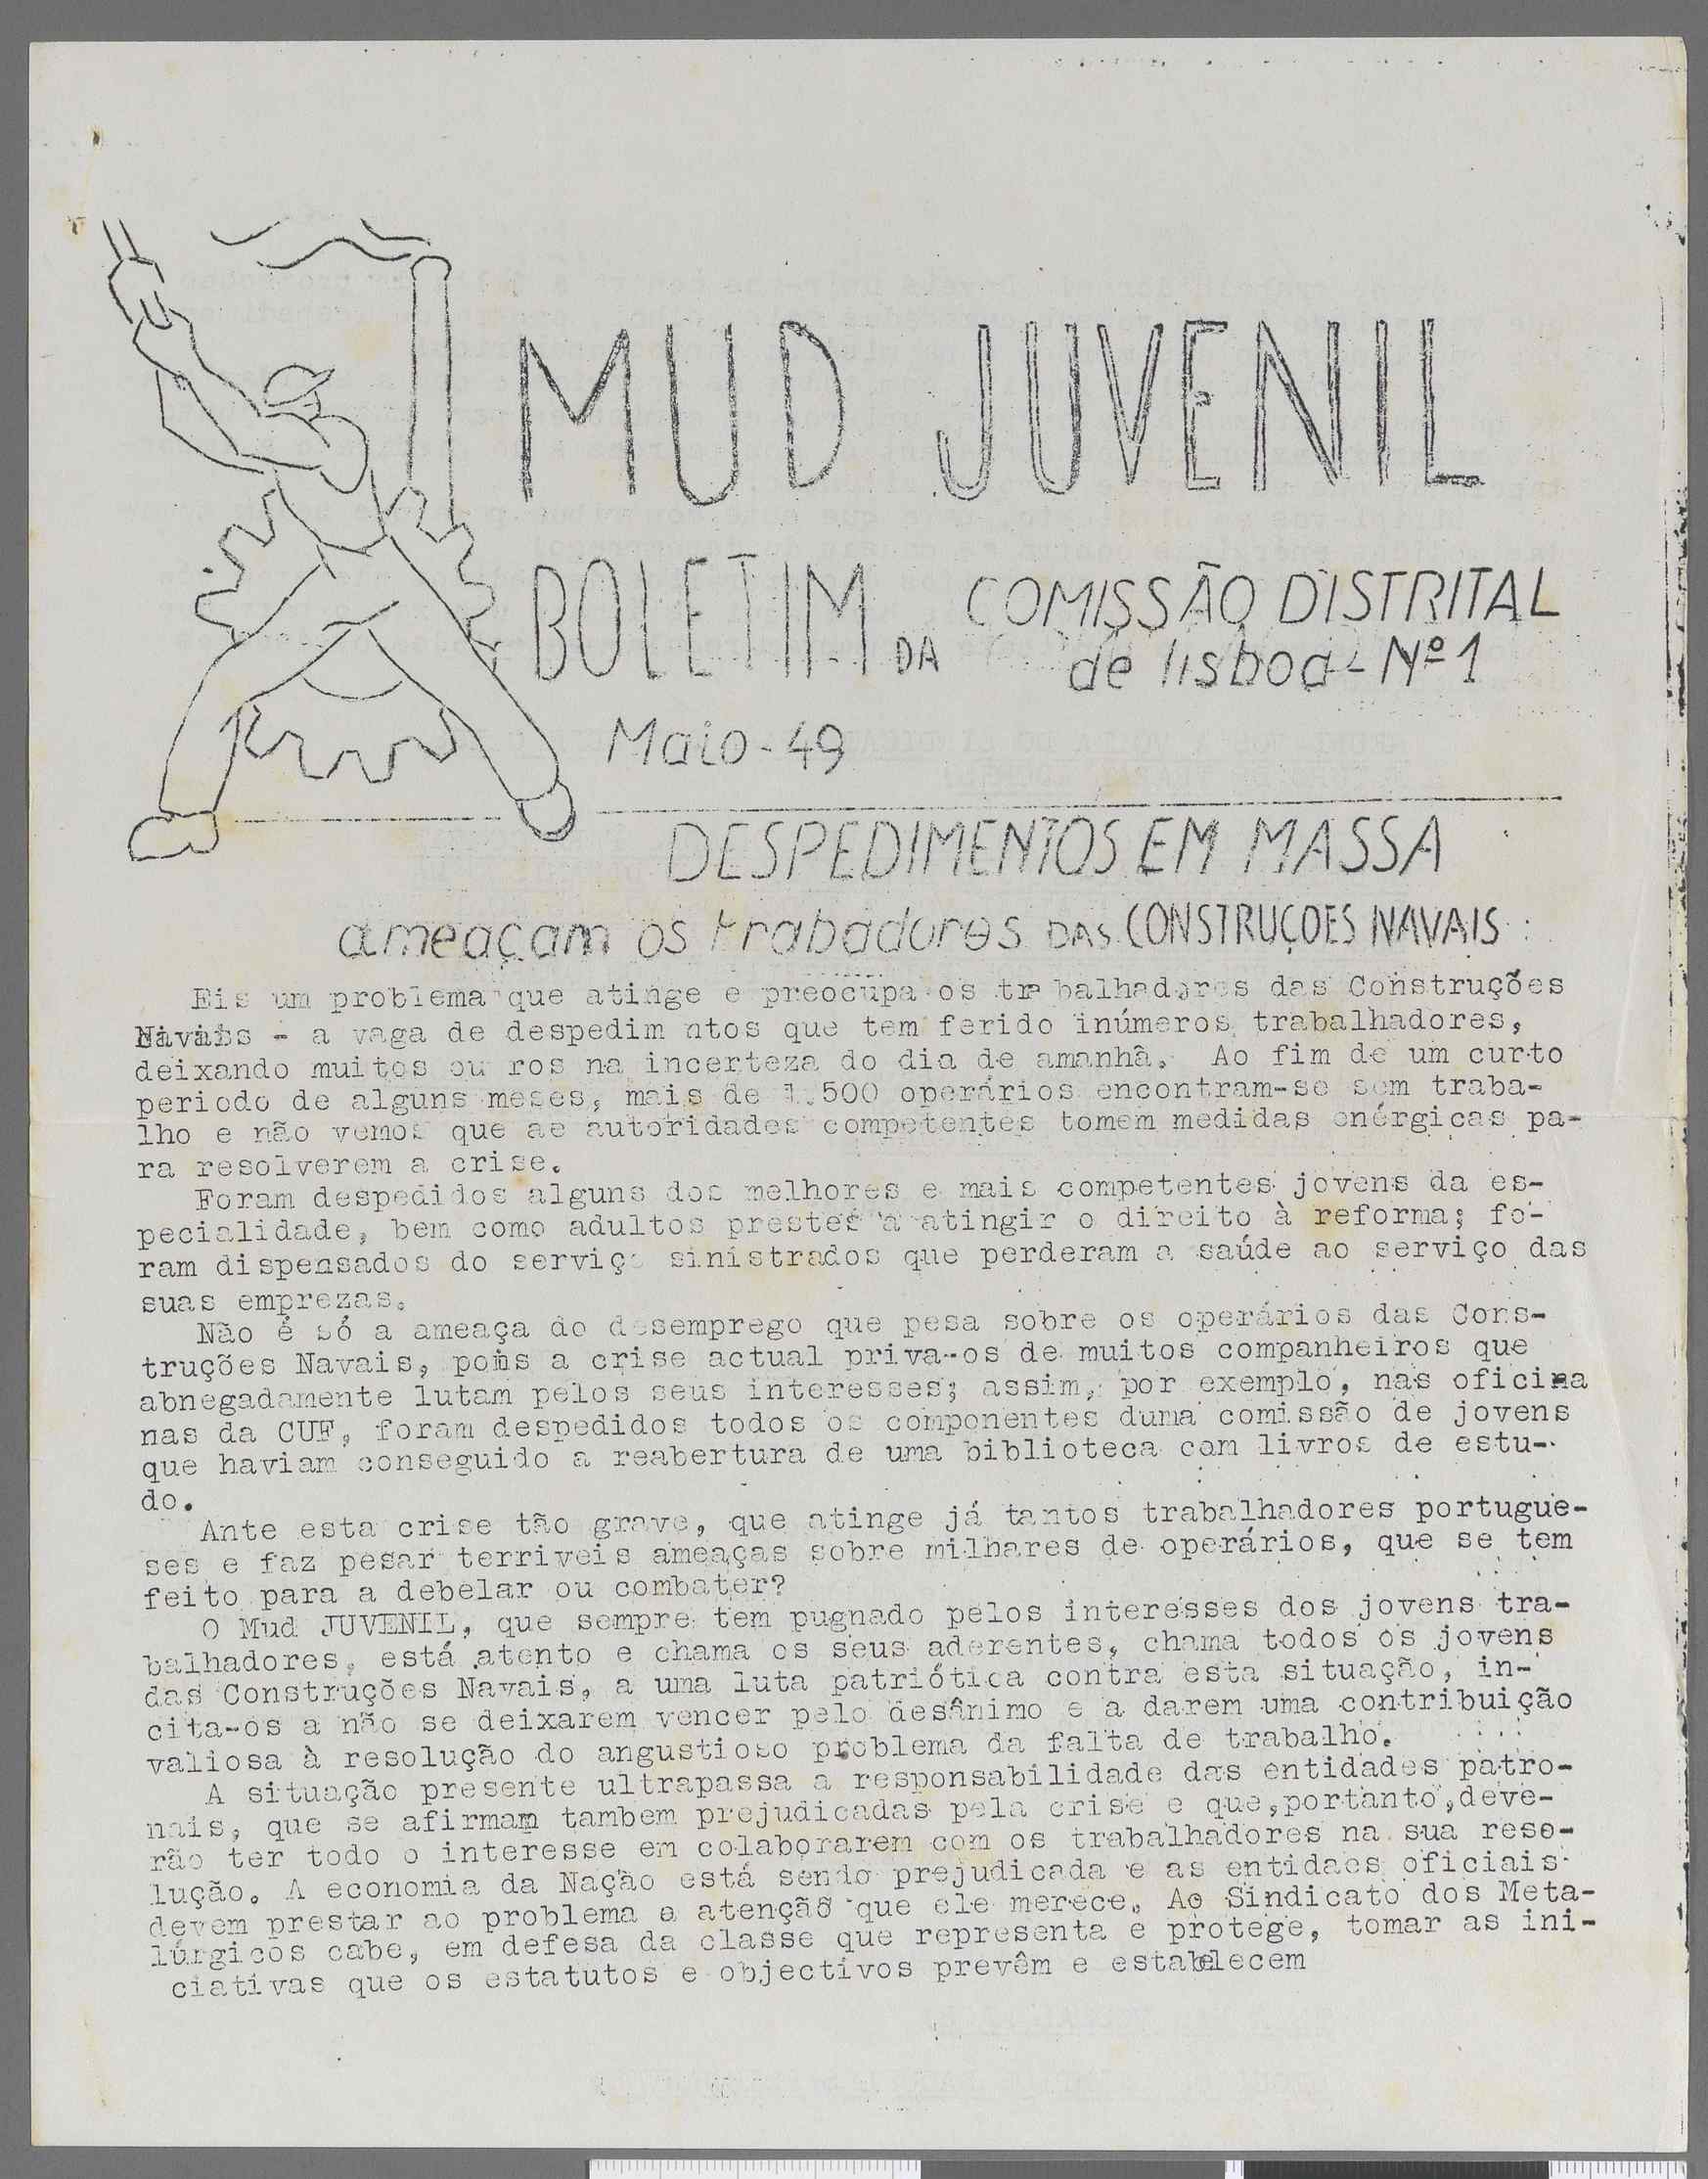 MUD JUVENIL
BOLETIM DA COMISSÃO DISTRITAL
de lisboa - Nº 1
Maio - 49
DESPEDIMENTOS EM MASSA
ameaçam os trabadores DAS CONSTRUÇOES NAVAIS:
Eis um problema que atinge e preocupa os tra balhadores das Construções
Navais - a vaga de despedim ntos que tem ferido inúmeros trabalhadores,
deixando muitos ou ros na incerteza do dia de amanhã. Ao fim de um curto
periodo de alguns meses, mais de 1.500 operários encontram-se sem traba-
lho e não vemos que ae autoridades competentes tomem medidas enérgicas pa-
ra resolverem a crise.
Foram despedidos alguns dos melhores e mais competentes jovens da es-
pecialidade, bem como adultos prestes a atingir o direito à reforma; fo-
ram dispensados do serviço sinistrados que perderam a saúde ao serviço das
suas emprezas.
Não é só a ameaça do desemprego que pesa sobre os operários das Cons-
truções Navais, pois a crise actual priva-os de muitos companheiros que
abnegadamente lutam pelos seus interesses; assim, por exemplo, nas oficina
nas da CUF, foram despedidos todos os componentes duma comissão de jovens
que haviam conseguido a reabertura de uma biblioteca com livros de estu-
do.
Ante esta crise tão grave, que atinge já tantos trabalhadores portugue-
ses e faz pesar terriveis ameaças sobre milhares de operários, que se tem
feito para a debelar ou combater?
O Mud JUVENIL, que sempre tem pugnado pelos interesses dos jovens tra-
balhadores, está atento e chama os seus aderentes, chama todos os jovens
das Construções Navais, a uma luta patriótica contra esta situação, in-
cita-os a não se deixarem vencer pelo desânimo e a darem uma contribuição
valiosa à resolução do angustioso problema da falta de trabalho.
A situação presente ultrapassa a responsabilidade das entidades patro-
nais, que se afirmam tambem prejudicadas pela crise e que,portanto,deve-
rão ter todo o interesse em colaborarem com os trabalhadores na sua reso-
lução. A economia da Nação está sendo prejudicada e as entidaes oficiais
devem prestar ao problema a atenção que ele merece. Ao Sindicato dos Meta-
lúrgicos cabe, em defesa da classe que representa e protege, tomar as ini-
ciativas que os estatutos e objectivos prevêm e estabelecem